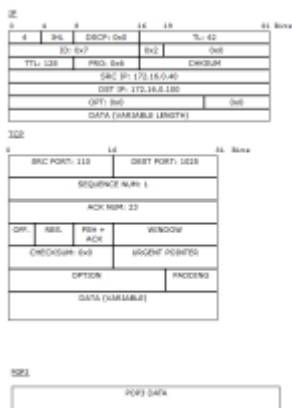 IP
0 4 8 16 19 31 Bits
4 IHL DSCP: 0x0 TL: 42
ID: 0x7 0x2 0x0
TTL: 128 PRO: 0x6 CHKSUM
SRC IP: 172.16.0.40
DST IP: 172.16.0.100
OPT: 0x0 0x0
DATA (VARIABLE LENGTH)
TCP
0 16 31 Bits
SRC PORT: 110 DEST PORT: 1025
SEQUENCE NUM: 1
ACK NUM: 23
OFF. RES. PSH + ACK WINDOW
CHECKSUM: 0x0 URGENT POINTER
OPTION PADDING
DATA (VARIABLE)
POP3
POP3 DATA